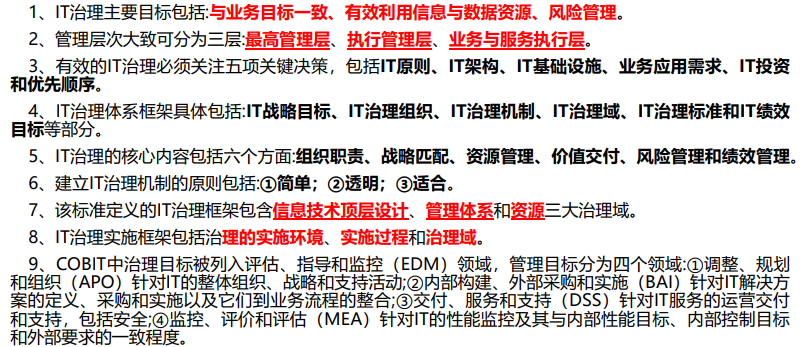 1、IT治理主要目标包括:与业务目标一致、有效利用信息与数据资源、风险管理。
2、管理层次大致可分为三层:最高管理层、执行管理层、业务与服务执行层。
3、有效的IT治理必须关注五项关键决策，包括IT原则、IT架构、IT基础设施、业务应用需求、IT投资
和优先顺序。
4、IT治理体系框架具体包括:IT战略目标、IT治理组织、IT治理机制、IT治理域、IT治理标准和IT绩效
目标等部分。
5、IT治理的核心内容包括六个方面:组织职责、战略匹配、资源管理、价值交付、风险管理和绩效管理。
6、建立IT治理机制的原则包括:①简单；②透明；③适合。
7、该标准定义的IT治理框架包含信息技术顶层设计、管理体系和资源三大治理域。
8、IT治理实施框架包括治理的实施环境、实施过程和治理域。
9、COBIT中治理目标被列入评估、指导和监控（EDM）领域，管理目标分为四个领域:①调整、规划
和组织（APO）针对IT的整体组织、战略和支持活动;②内部构建、外部采购和实施（BAI）针对IT解决方
案的定义、采购和实施以及它们到业务流程的整合;③交付、服务和支持（DSS）针对IT服务的运营交付
和支持，包括安全;④监控、评价和评估（MEA）针对IT的性能监控及其与内部性能目标、内部控制目标
和外部要求的一致程度。